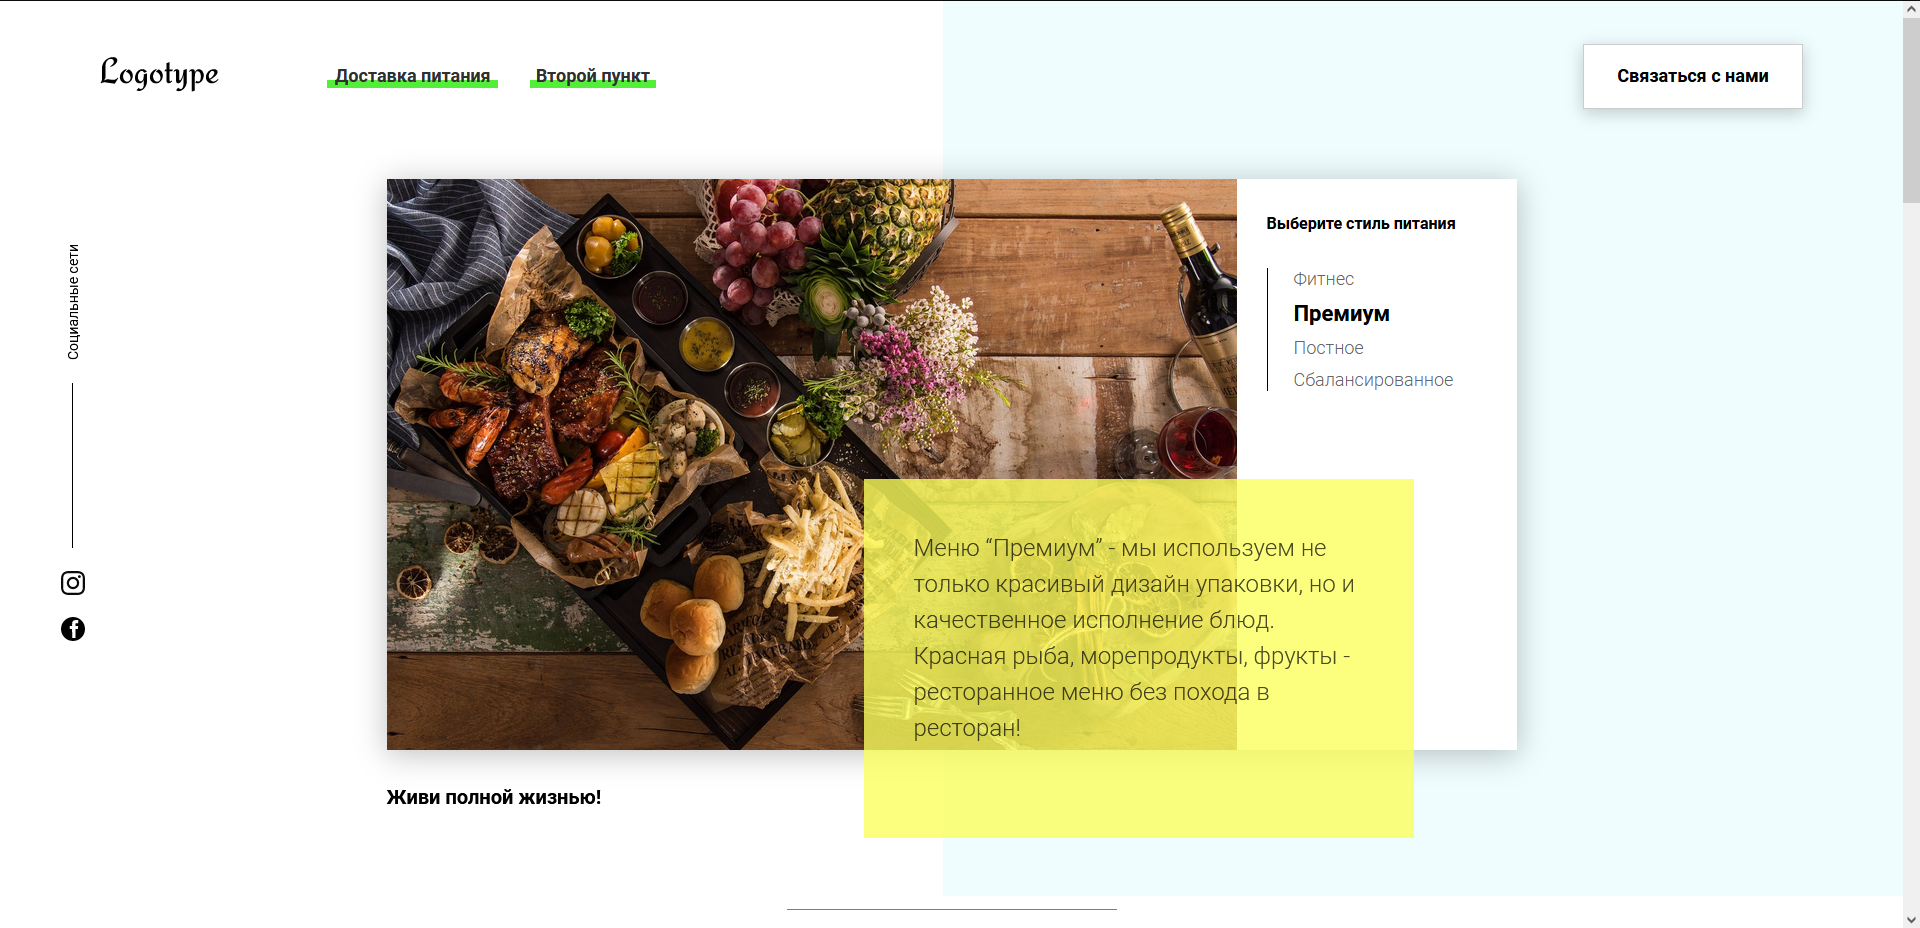 Logotype
Доставка питания
Второй пункт
Связаться с нами
Социальные сети
Выберите стиль питания
Фитнес
Премиум
Постное
Сбалансированное
Меню “Премиум” - мы используем не
только красивый дизайн упаковки, но и
качественное исполнение блюд.
Красная рыба, морепродукты, фрукты -
ресторанное меню без похода в
ресторан!
Живи полной жизнью!